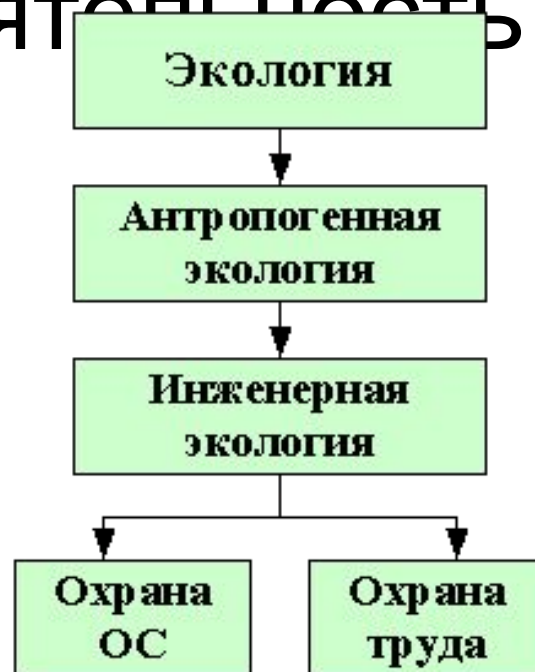 Экология
Антропогенная
экология
Инженерная
экология
Охрана
ОС
Охрана
труда